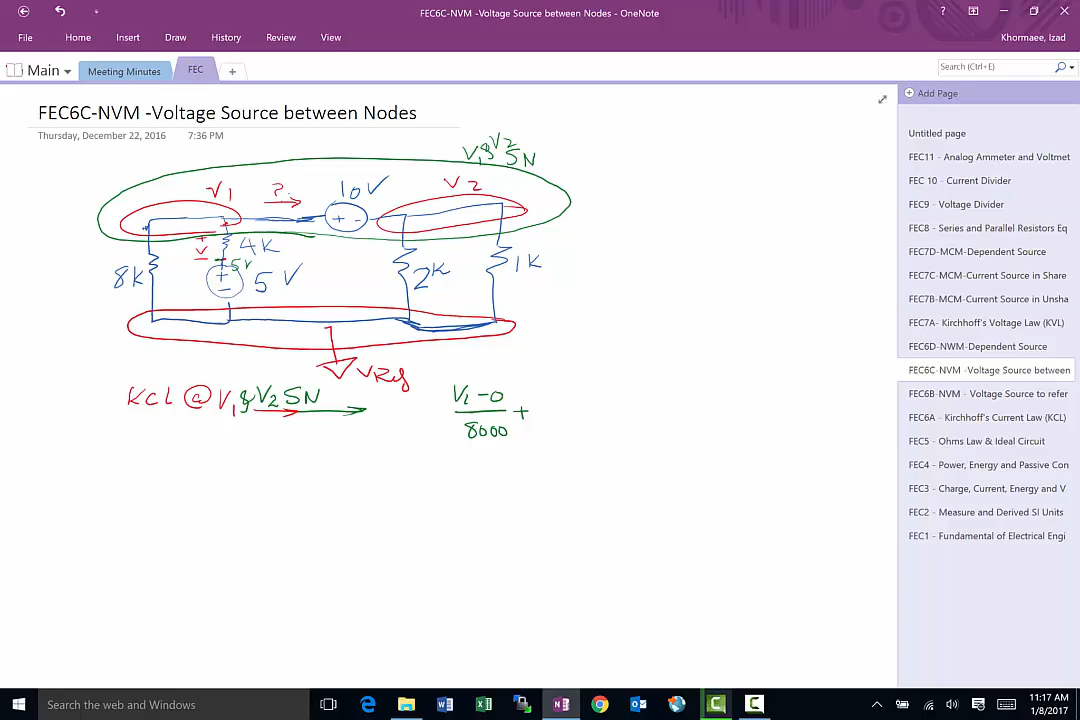 FEC6C-NVM -Voltage Source between Nodes - OneNote
?
File Home Insert Draw History Review View
Khormaee, Izad
Main Meeting Minutes FEC +
Search (Ctrl+E)
FEC6C-NVM -Voltage Source between Nodes
Thursday, December 22, 2016 7:36 PM
V1 & V2 SN
V1 ? 10V V2
+ -
+ 4K
V
- 5V
8K + - 5V 2K 1K
VRef
KCL @ V1 & V2 SN
V1-0 +
8000
Add Page
Untitled page
FEC11 - Analog Ammeter and Voltmet
FEC 10 - Current Divider
FEC9 - Voltage Divider
FEC8 - Series and Parallel Resistors Eq
FEC7D-MCM-Dependent Source
FEC7C-MCM-Current Source in Share
FEC7B-MCM-Current Source in Unsha
FEC7A- Kirchhoff's Voltage Law (KVL)
FEC6D-NWM-Dependent Source
FEC6C-NVM -Voltage Source between
FEC6B-NVM - Voltage Source to refer
FEC6A - Kirchhoff's Current Law (KCL)
FEC5 - Ohms Law & Ideal Circuit
FEC4 - Power, Energy and Passive Con
FEC3 - Charge, Current, Energy and V
FEC2 - Measure and Derived SI Units
FEC1 - Fundamental of Electrical Engi
Search the web and Windows
11:17 AM
1/8/2017